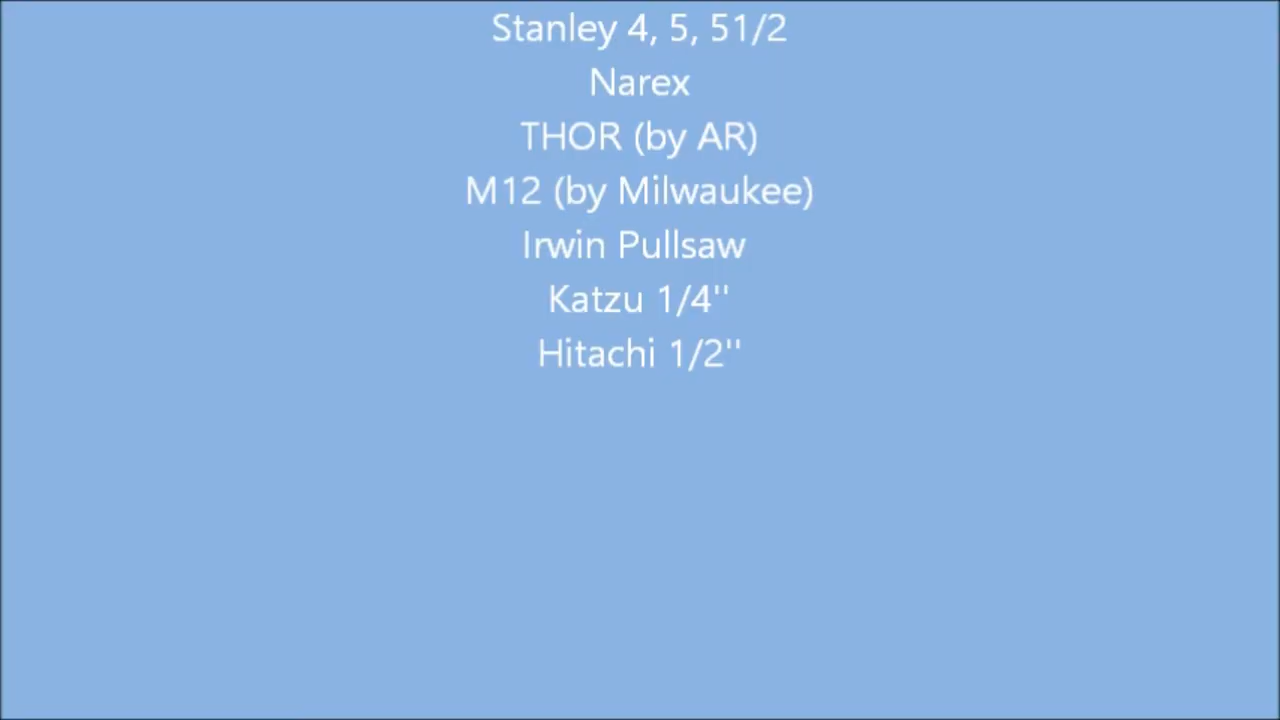 Stanley 4, 5, 51/2
Narex
THOR (by AR)
M12 (by Milwaukee)
Irwin Pullsaw
Katzu 1/4''
Hitachi 1/2''